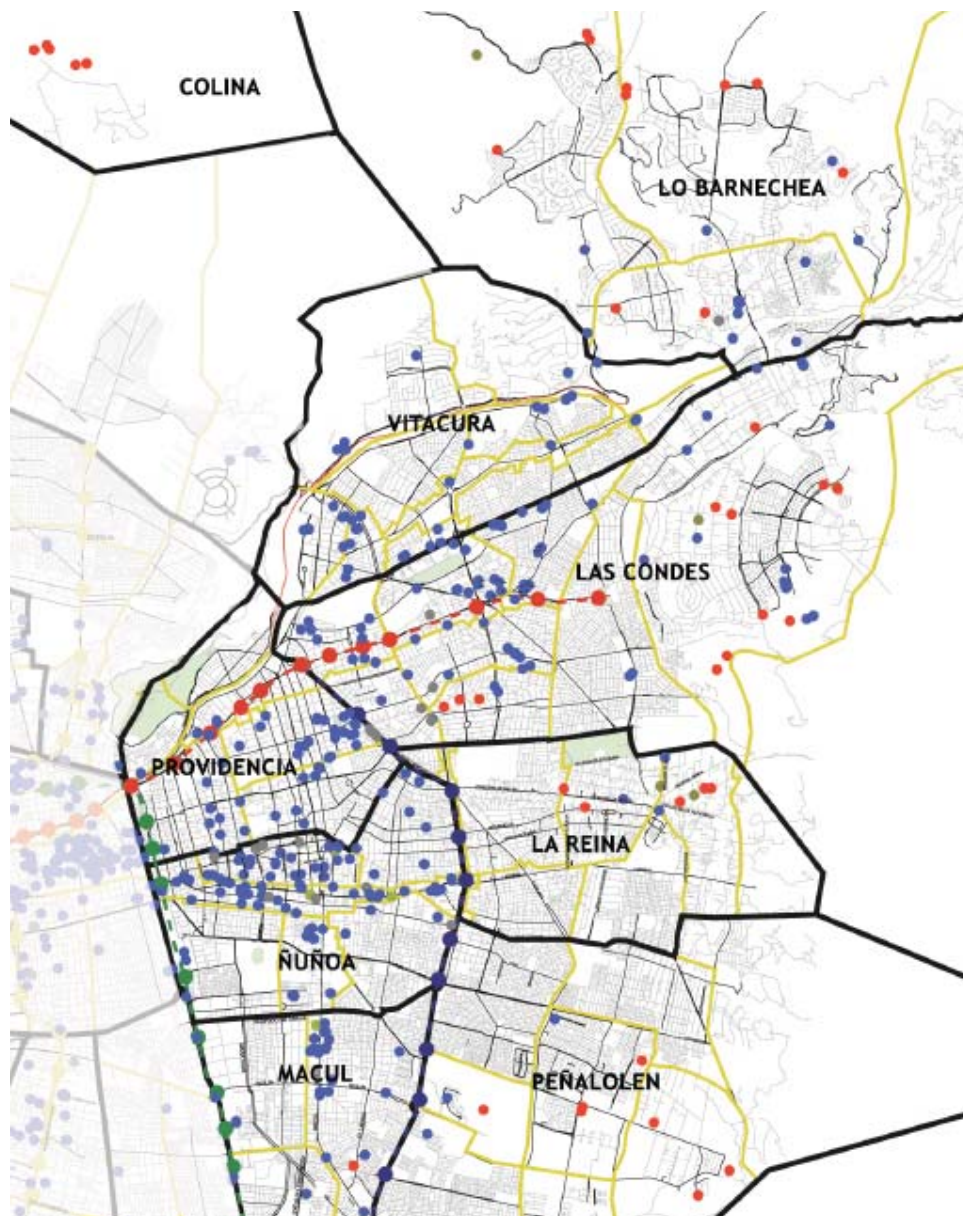 COLINA
LO BARNECHEA
VITACURA
LAS CONDES
PROVIDENCIA
LA REINA
ÑUÑOA
MACUL
PEÑALOLEN